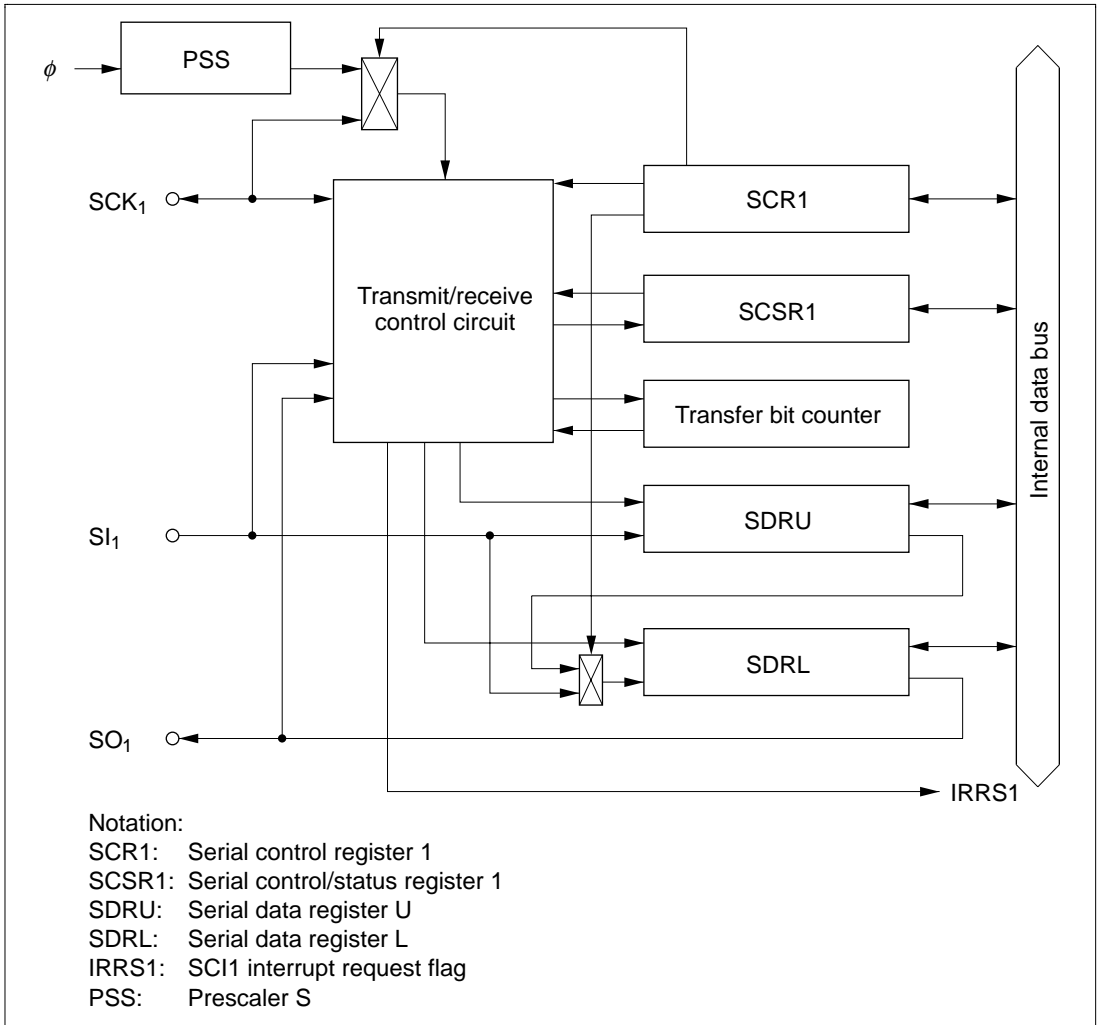 PSS
ϕ
SCK1
SCR1
Transmit/receive
control circuit
SCSR1
Internal data bus
Transfer bit counter
SI1
SDRU
SDRL
SO1
IRRS1
Notation:
SCR1: Serial control register 1
SCSR1: Serial control/status register 1
SDRU: Serial data register U
SDRL: Serial data register L
IRRS1: SCI1 interrupt request flag
PSS: Prescaler S